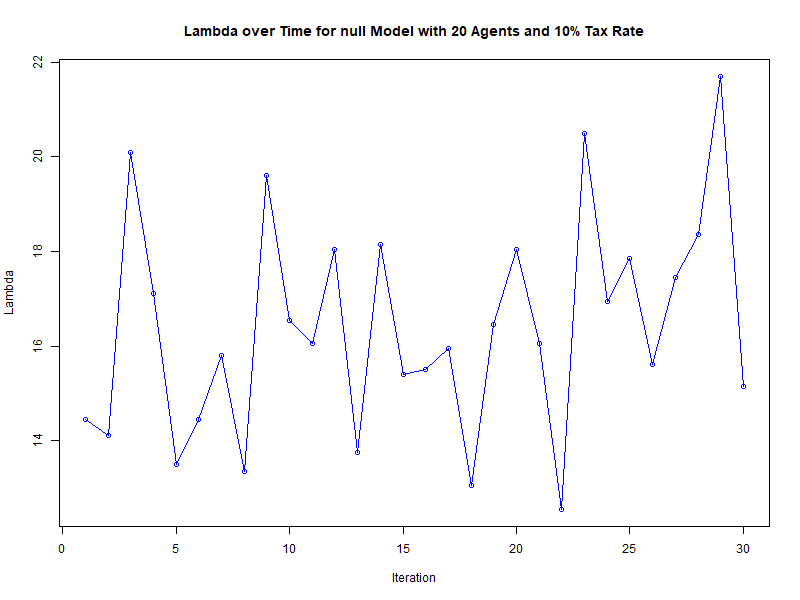 Lambda over Time for null Model with 20 Agents and 10% Tax Rate
22
20
18
16
14
Lambda
0 5 10 15 20 25 30
Iteration